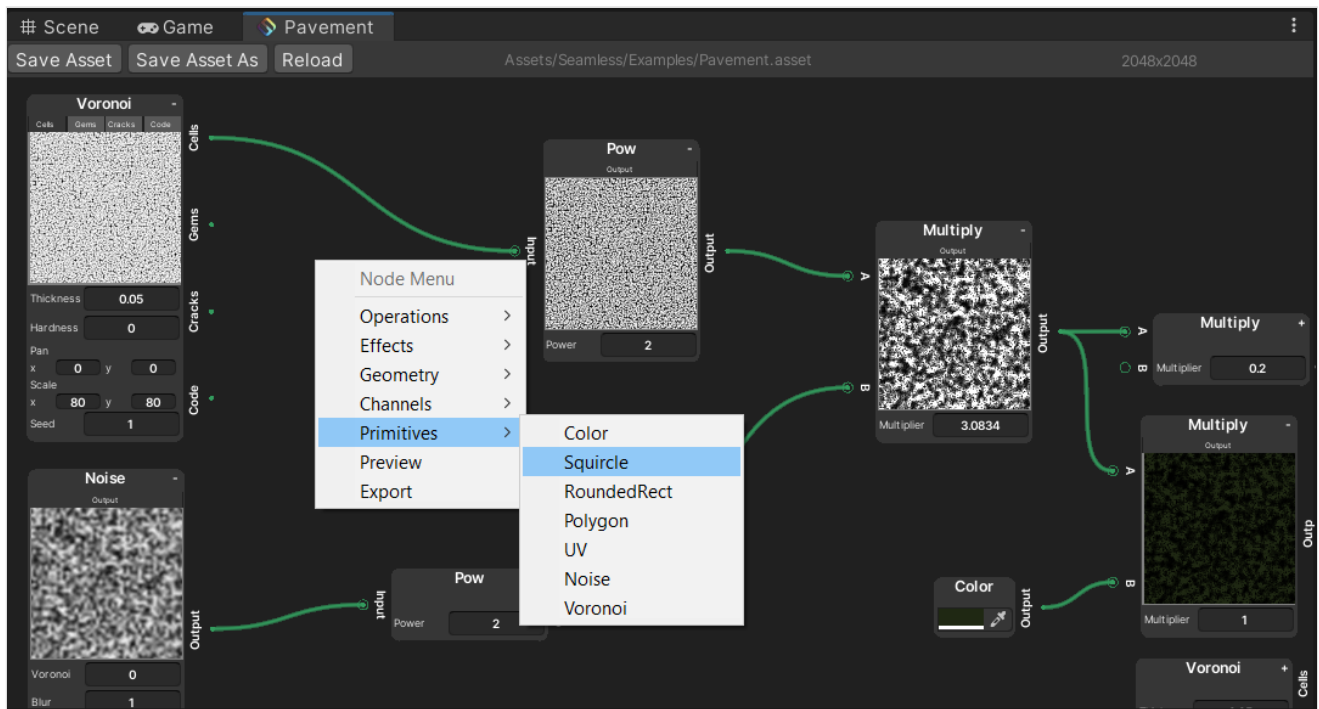 Scene
Game
Pavement
Save Asset
Save Asset As
Reload
Assets/Seamless/Examples/Pavement.asset
2048x2048
Voronoi -
Cells Gems Cracks Code
Cells
Gems
Cracks
Code
Thickness 0.05
Hardness 0
Pan
x 0 y 0
Scale
x 80 y 80
Seed 1
Noise -
Output
Output
Voronoi 0
Blur 1
Node Menu
Operations >
Effects >
Geometry >
Channels >
Primitives >
Preview
Export
Color
Squircle
RoundedRect
Polygon
UV
Noise
Voronoi
Pow -
Output
Input
Output
Power 2
Pow
Input
Power 2
Multiply -
Output
A
B
Output
Multiplier 3.0834
Multiply +
A
B
Multiplier 0.2
Multiply -
Output
A
B
Outp
Multiplier 1
Color
Output
Voronoi +
Cells